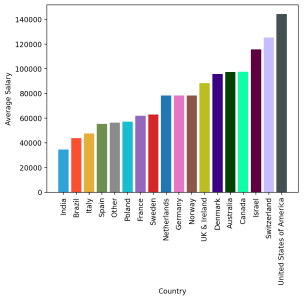 Average Salary
140000
120000
100000
80000
60000
40000
20000
0
India
Brazil
Italy
Spain
Other
Poland
France
Sweden
Netherlands
Germany
Norway
UK & Ireland
Denmark
Australia
Canada
Israel
Switzerland
United States of America
Country